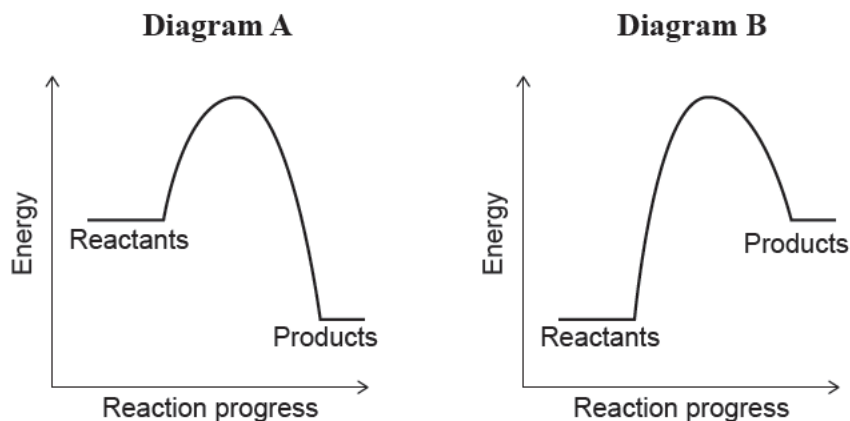 Diagram A
Energy
Reactants
Products
Reaction progress
Diagram B
Energy
Products
Reactants
Reaction progress